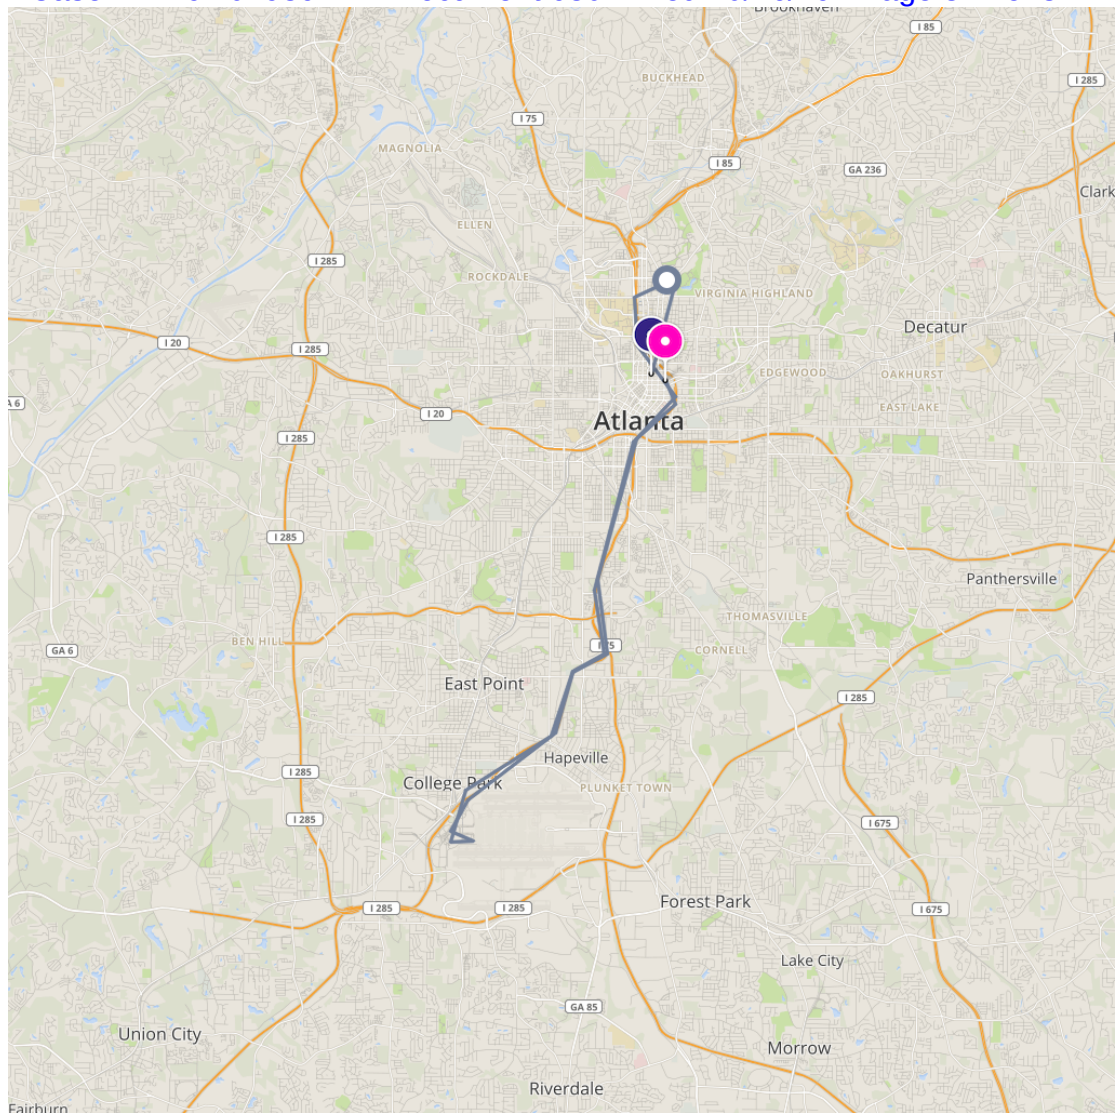 BUCKHEAD
I 85
I 285
I 75
MAGNOLIA
I 85
GA 236
Clark
ELLEN
I 285
ROCKDALE
VIRGINIA HIGHLAND
I 20
I 285
Decatur
EDGEWOOD
OAKHURST
A 6
I 20
Atlanta
EAST LAKE
I 285
I 285
Panthersville
THOMASVILLE
BEN HILL
GA 6
CORNELL
East Point
I 285
Hapeville
I 285
College Park
PLUNKET TOWN
I 285
I 675
Forest Park
I 285
I 285
I 675
Lake City
GA 85
Union City
Morrow
Riverdale